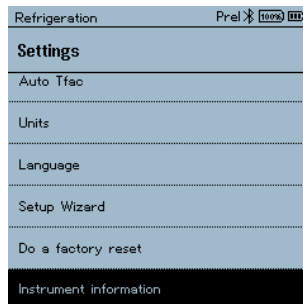 Refrigeration Prel 100%
Settings
Auto Tfac
Units
Language
Setup Wizard
Do a factory reset
Instrument information